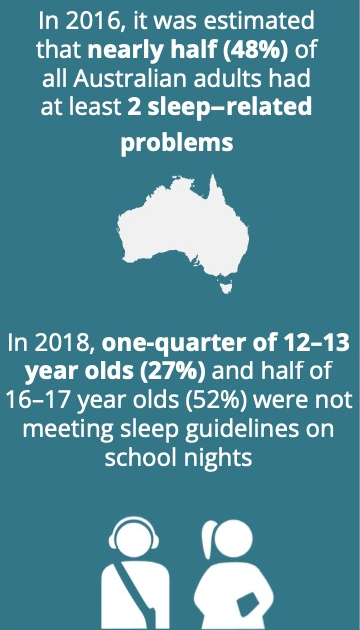 In 2016, it was estimated
that nearly half (48%) of
all Australian adults had
at least 2 sleep–related
problems
In 2018, one-quarter of 12–13
year olds (27%) and half of
16–17 year olds (52%) were not
meeting sleep guidelines on
school nights